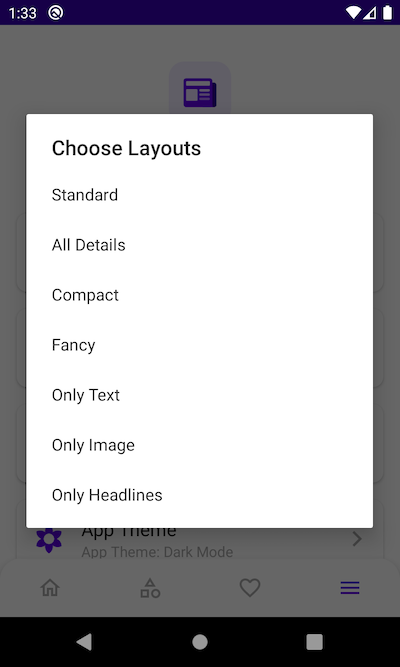 1:33
Choose Layouts
Standard
All Details
Compact
Fancy
Only Text
Only Image
Only Headlines
App Theme
App Theme: Dark Mode